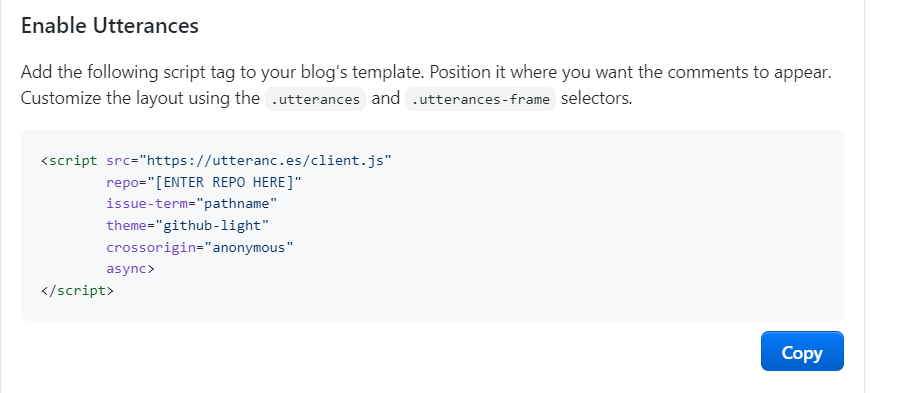 Enable Utterances
Add the following script tag to your blog's template. Position it where you want the comments to appear.
Customize the layout using the .utterances and .utterances-frame selectors.
<script src="https://utteranc.es/client.js"
        repo="[ENTER REPO HERE]"
        issue-term="pathname"
        theme="github-light"
        crossorigin="anonymous"
        async>
</script>
Copy